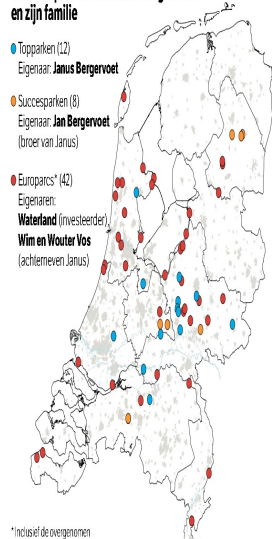 en zijn familie
Topparken (12)
Eigenaar: Janus Bergervoet
Succesparken (8)
Eigenaar: Jan Bergervoet
(broer van Janus)
Europarcs* (42)
Eigenaren:
Waterland (investeerder),
Wim en Wouter Vos
(achterneven Janus)
*Inclusief de overgenomen